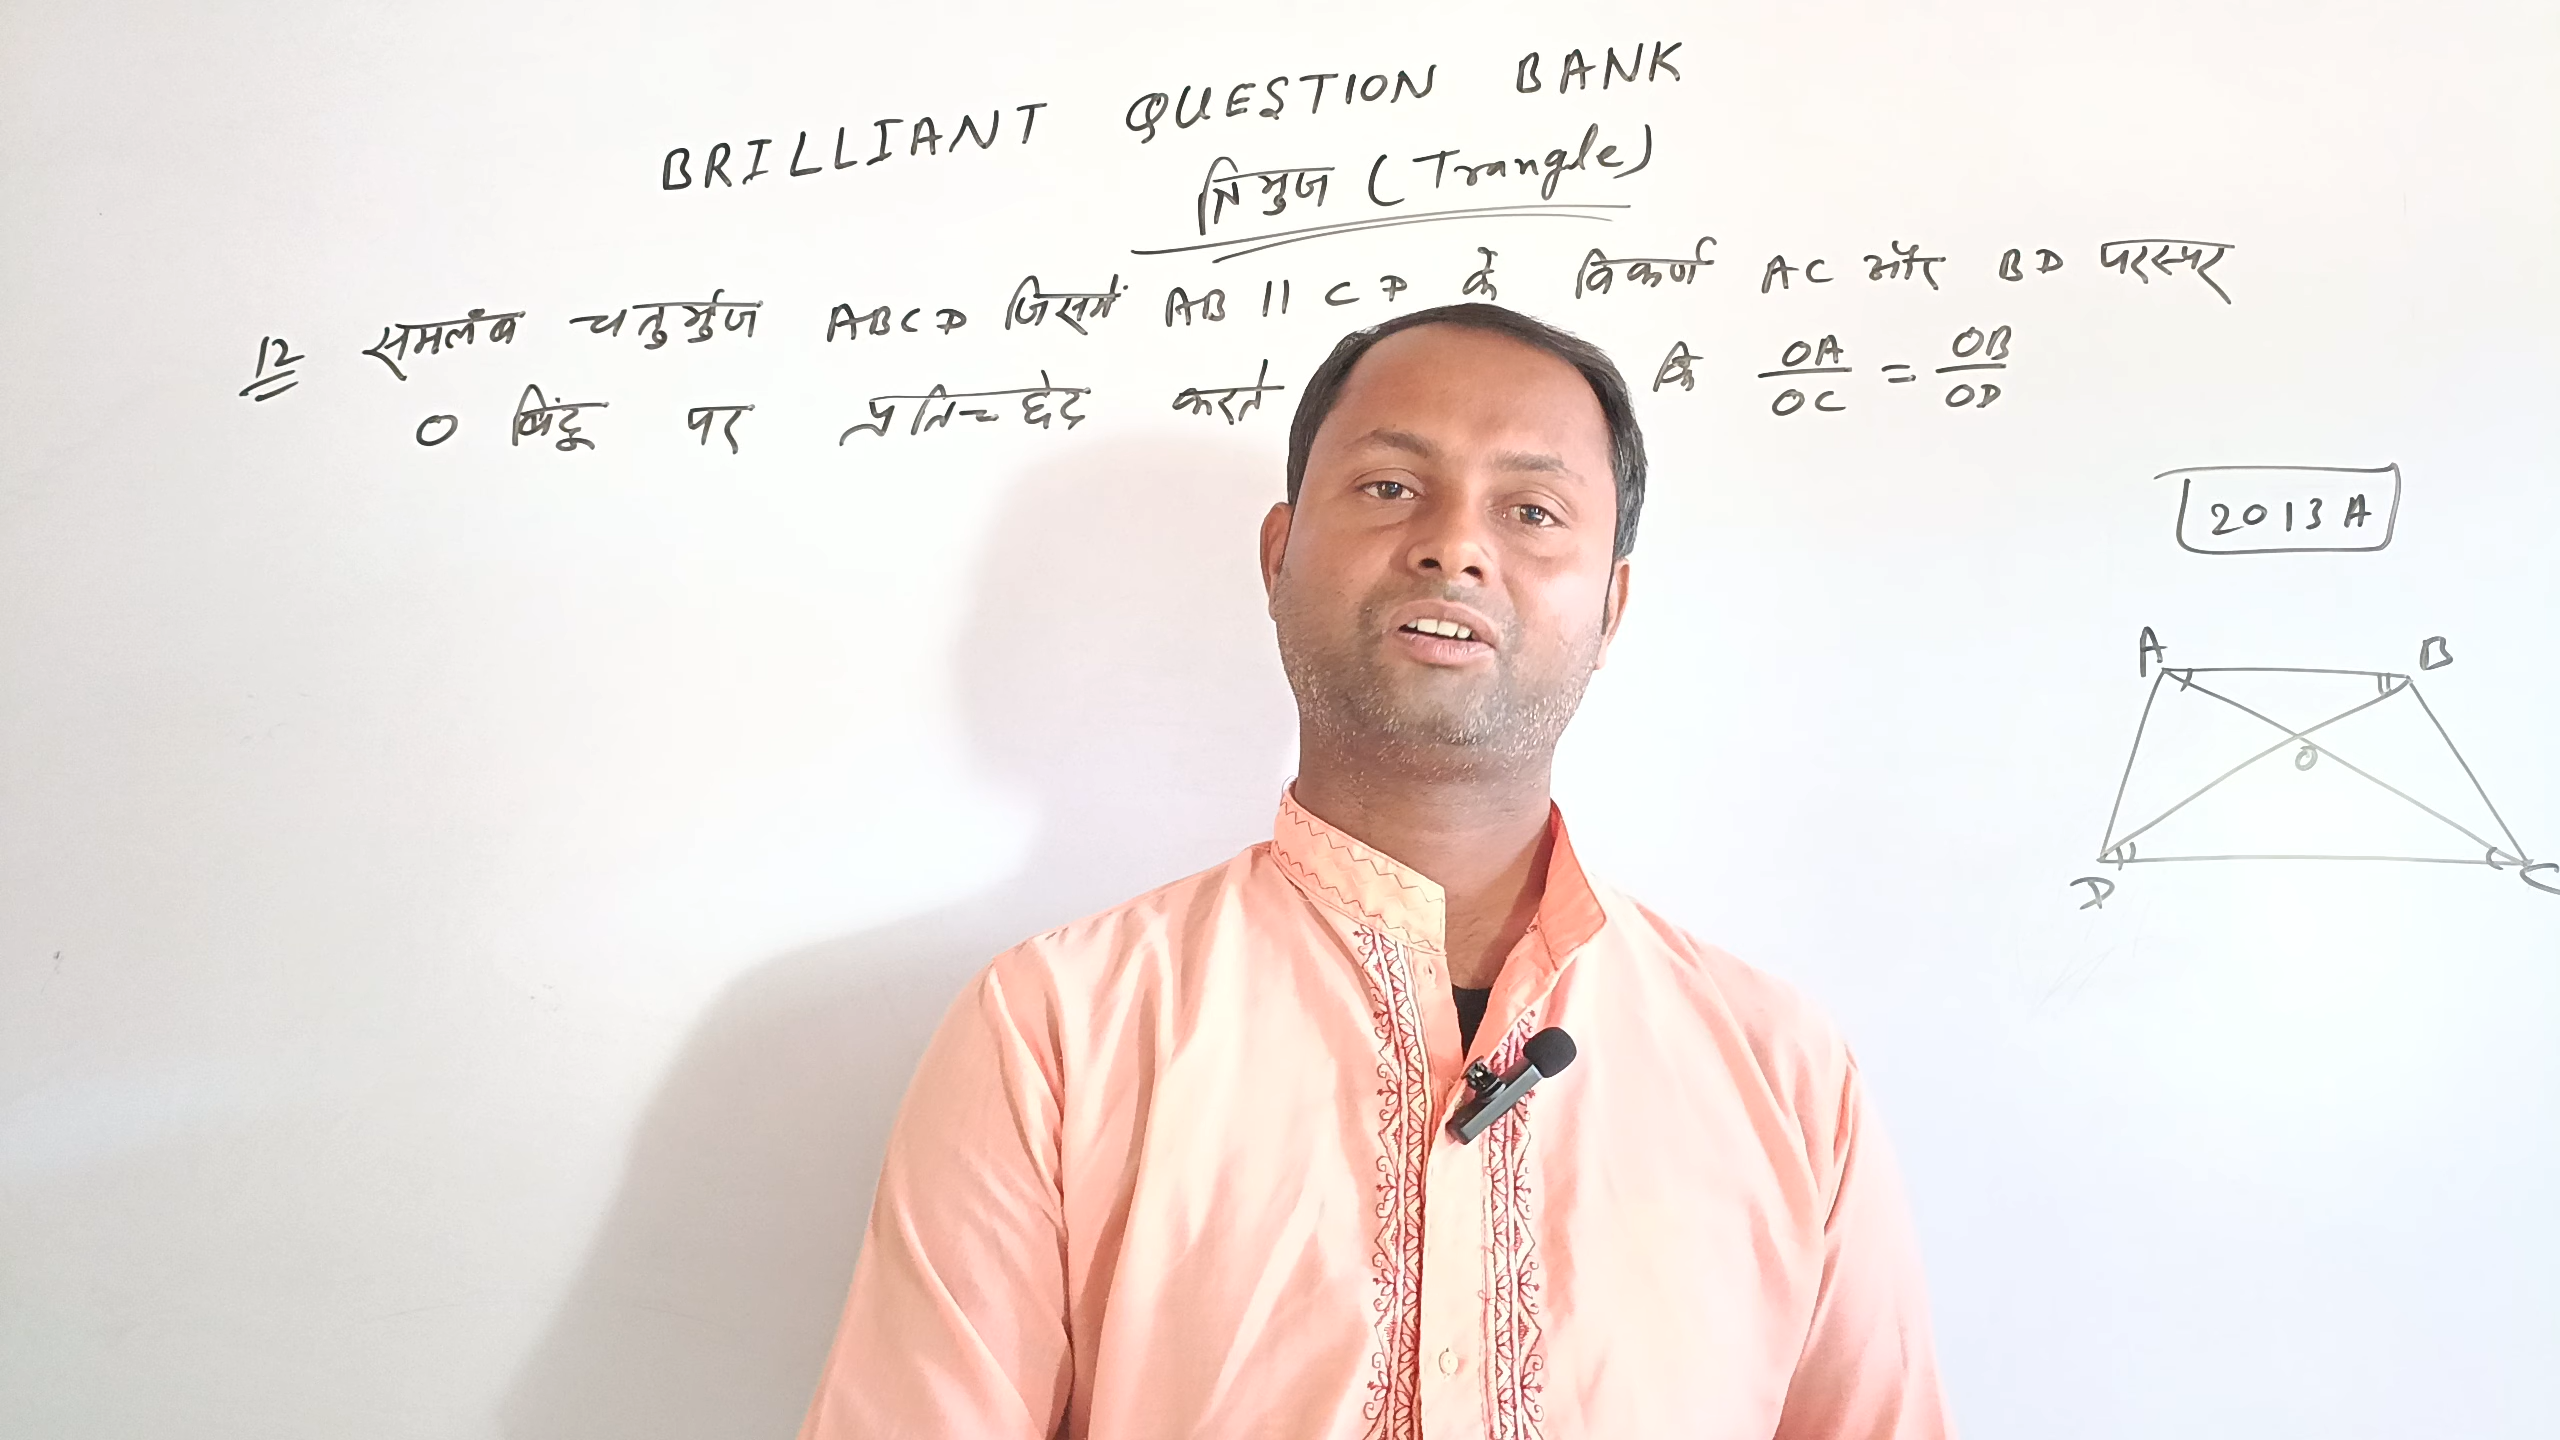 BRILLIANT QUESTION BANK
त्रिभुज (Trangle)
12 समलंब चतुर्भुज ABCD जिसमें AB || CD के विकर्ण AC और BD परस्पर
O बिंदू पर प्रतिच्छेद करते कि OA/OC = OB/OD
2013 A
A B
O
D C